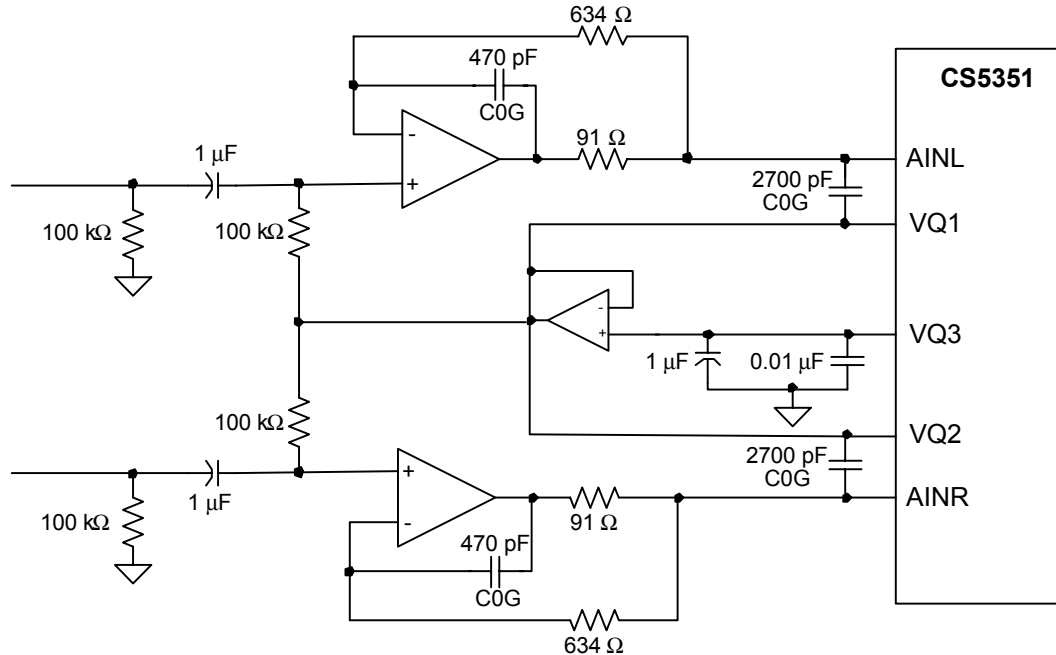 634 Ω
470 pF
C0G
CS5351
-
+
91 Ω
AINL
1 μF
2700 pF
C0G
100 kΩ
100 kΩ
VQ1
-
+
VQ3
1 μF
0.01 μF
100 kΩ
VQ2
2700 pF
C0G
+
-
1 μF
AINR
100 kΩ
91 Ω
470 pF
C0G
634 Ω